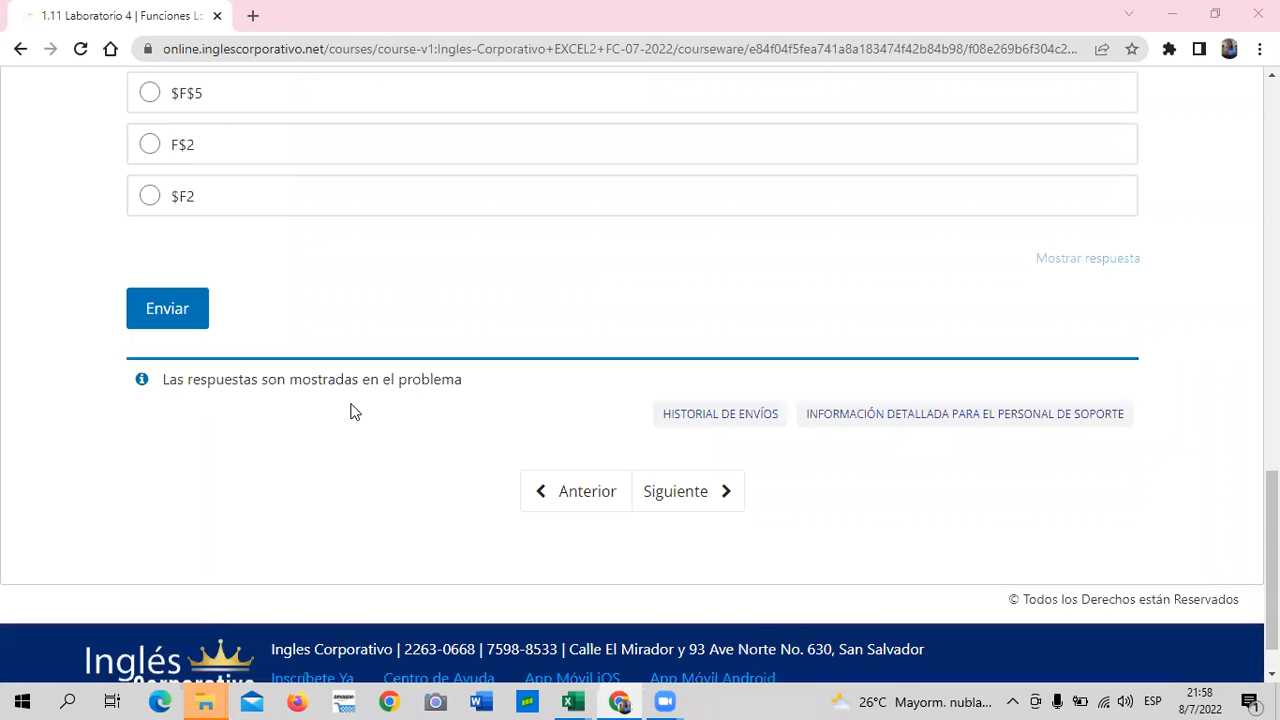 1.11 Laboratorio 4 | Funciones Lo
online.inglescorporativo.net/courses/course-v1:Ingles-Corporativo+EXCEL2+FC-07-2022/courseware/e84f04f5fea741a8a183474f42b84b98/f08e269b6f304c2...
$F$5
F$2
$F2
Mostrar respuesta
Enviar
Las respuestas son mostradas en el problema
HISTORIAL DE ENVÍOS
INFORMACIÓN DETALLADA PARA EL PERSONAL DE SOPORTE
Anterior
Siguiente
© Todos los Derechos están Reservados
Inglés
Corporativo
Ingles Corporativo | 2263-0668 | 7598-8533 | Calle El Mirador y 93 Ave Norte No. 630, San Salvador
Inscríbete Ya
Centro de Ayuda
App Móvil iOS
App Móvil Android
26°C Mayorm. nubla...
ESP
21:58
8/7/2022